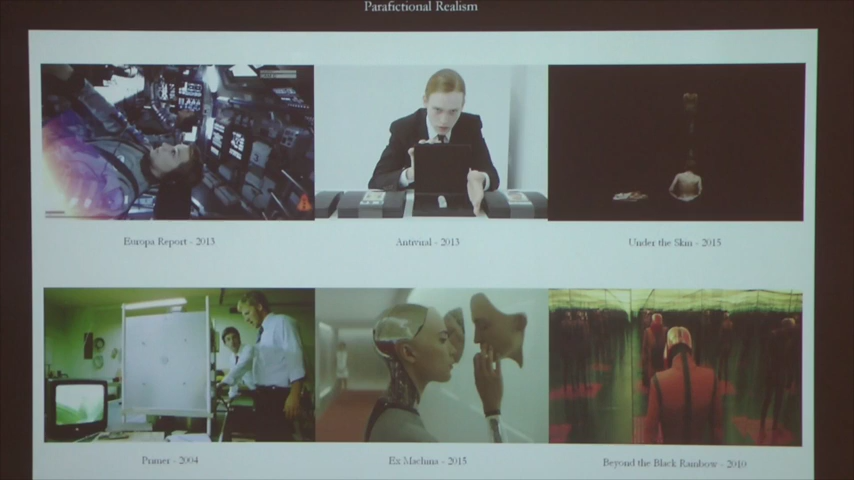 Parafictional Realism
Europa Report - 2013
Antiviral - 2013
Under the Skin - 2015
Primer - 2004
Ex Machina - 2015
Beyond the Black Rainbow - 2010